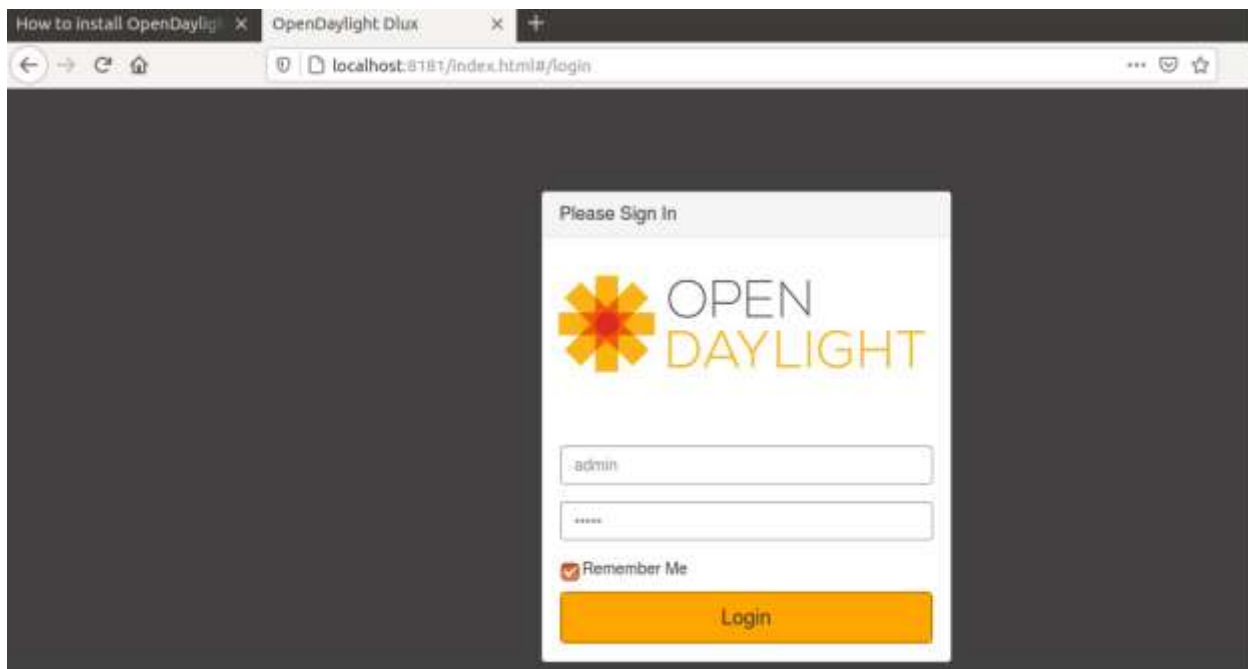 How to install OpenDaylig
OpenDaylight Dlux
localhost:8181/index.html#/login
Please Sign In
OPEN
DAYLIGHT
admin
•••••
Remember Me
Login